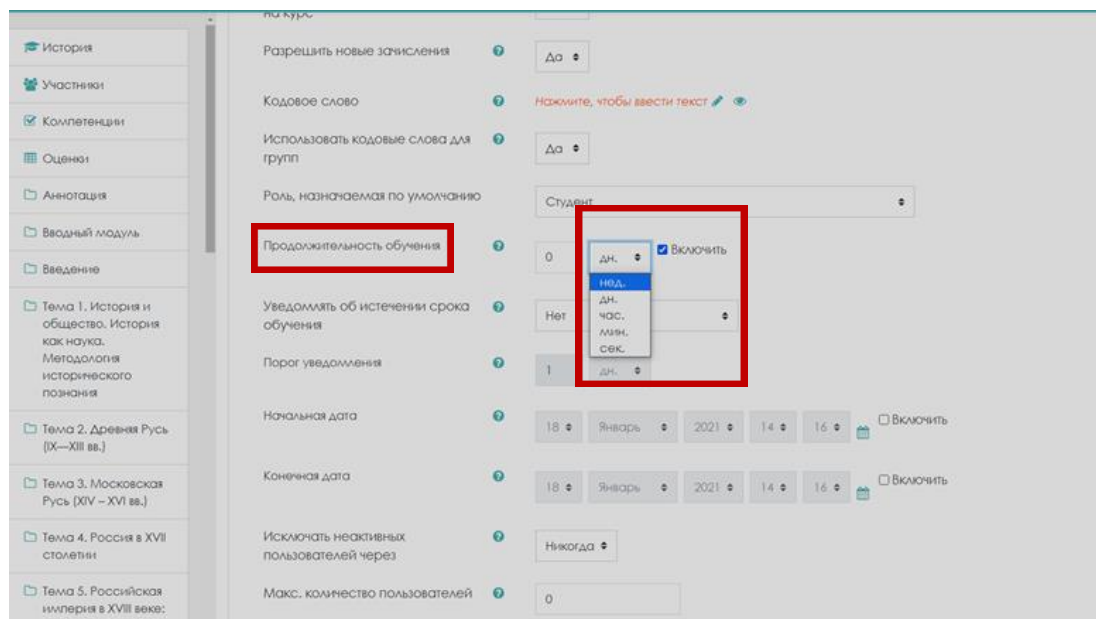 на курс
История
Участники
Компетенции
Оценки
Аннотация
Вводный модуль
Введение
Тема 1. История и
общество. История
как наука.
Методология
исторического
познания
Тема 2. Древняя Русь
(IX—XIII вв.)
Тема 3. Московская
Русь (XIV – XVI вв.)
Тема 4. Россия в XVII
столетии
Тема 5. Российская
империя в XVIII веке:
Разрешить новые зачисления
Да
Кодовое слово
Нажмите, чтобы ввести текст
Использовать кодовые слова для
групп
Да
Роль, назначаемая по умолчанию
Студент
Продолжительность обучения
0 дн. Включить
нед.
дн.
час.
мин.
сек.
Уведомлять об истечении срока
обучения
Нет
Порог уведомления
1 дн.
Начальная дата
18 Январь 2021 14 16 Включить
Конечная дата
18 Январь 2021 14 16 Включить
Исключать неактивных
пользователей через
Никогда
Макс. количество пользователей
0